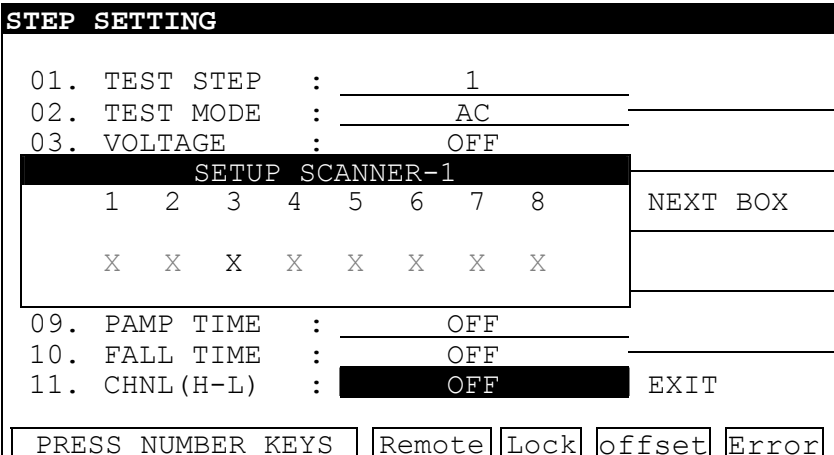 STEP SETTING
01. TEST STEP : 1
02. TEST MODE : AC
03. VOLTAGE : OFF
SETUP SCANNER-1
1 2 3 4 5 6 7 8 NEXT BOX
X X X X X X X X
09. PAMP TIME : OFF
10. FALL TIME : OFF
11. CHNL(H-L) : OFF EXIT
PRESS NUMBER KEYS Remote Lock offset Error